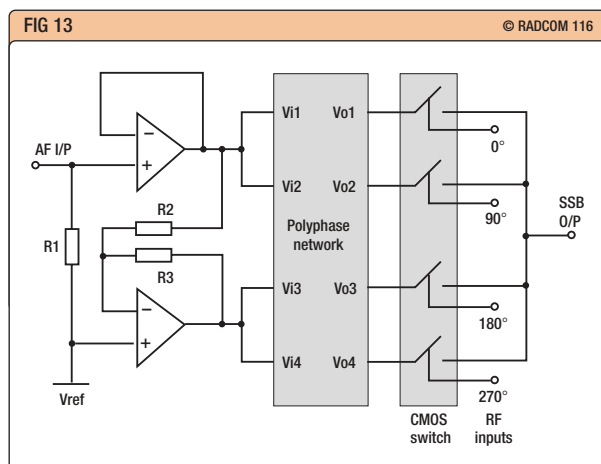 FIG 13
© RADCOM 116
AF I/P
−
+
R1
R2
R3
−
+
Vref
Vi1
Vi2
Vi3
Vi4
Polyphase
network
Vo1
Vo2
Vo3
Vo4
0°
90°
180°
270°
SSB
O/P
CMOS
switch
RF
inputs